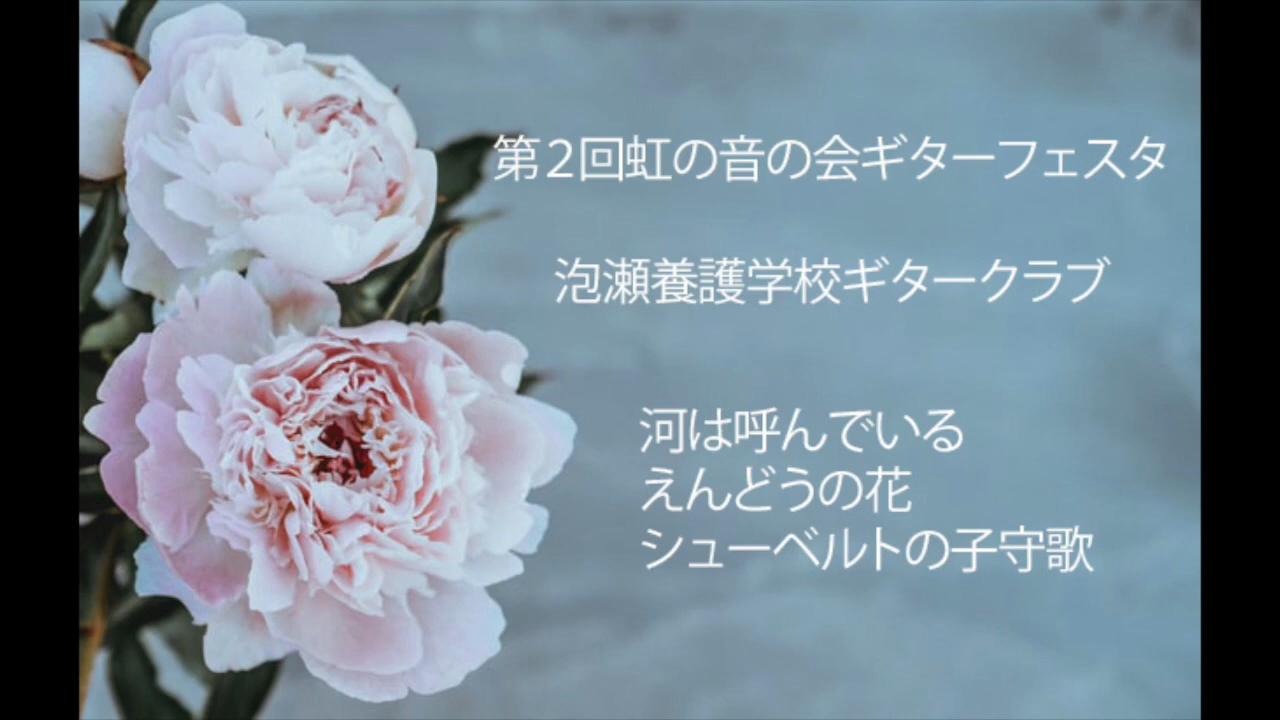 第２回虹の音の会ギターフェスタ
泡瀬養護学校ギタークラブ
河は呼んでいる
えんどうの花
シューベルトの子守歌